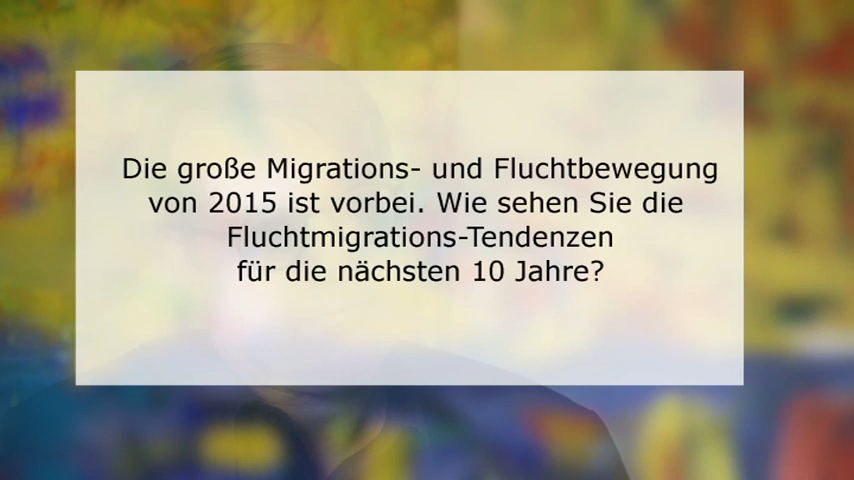 Die große Migrations- und Fluchtbewegung
von 2015 ist vorbei. Wie sehen Sie die
Fluchtmigrations-Tendenzen
für die nächsten 10 Jahre?